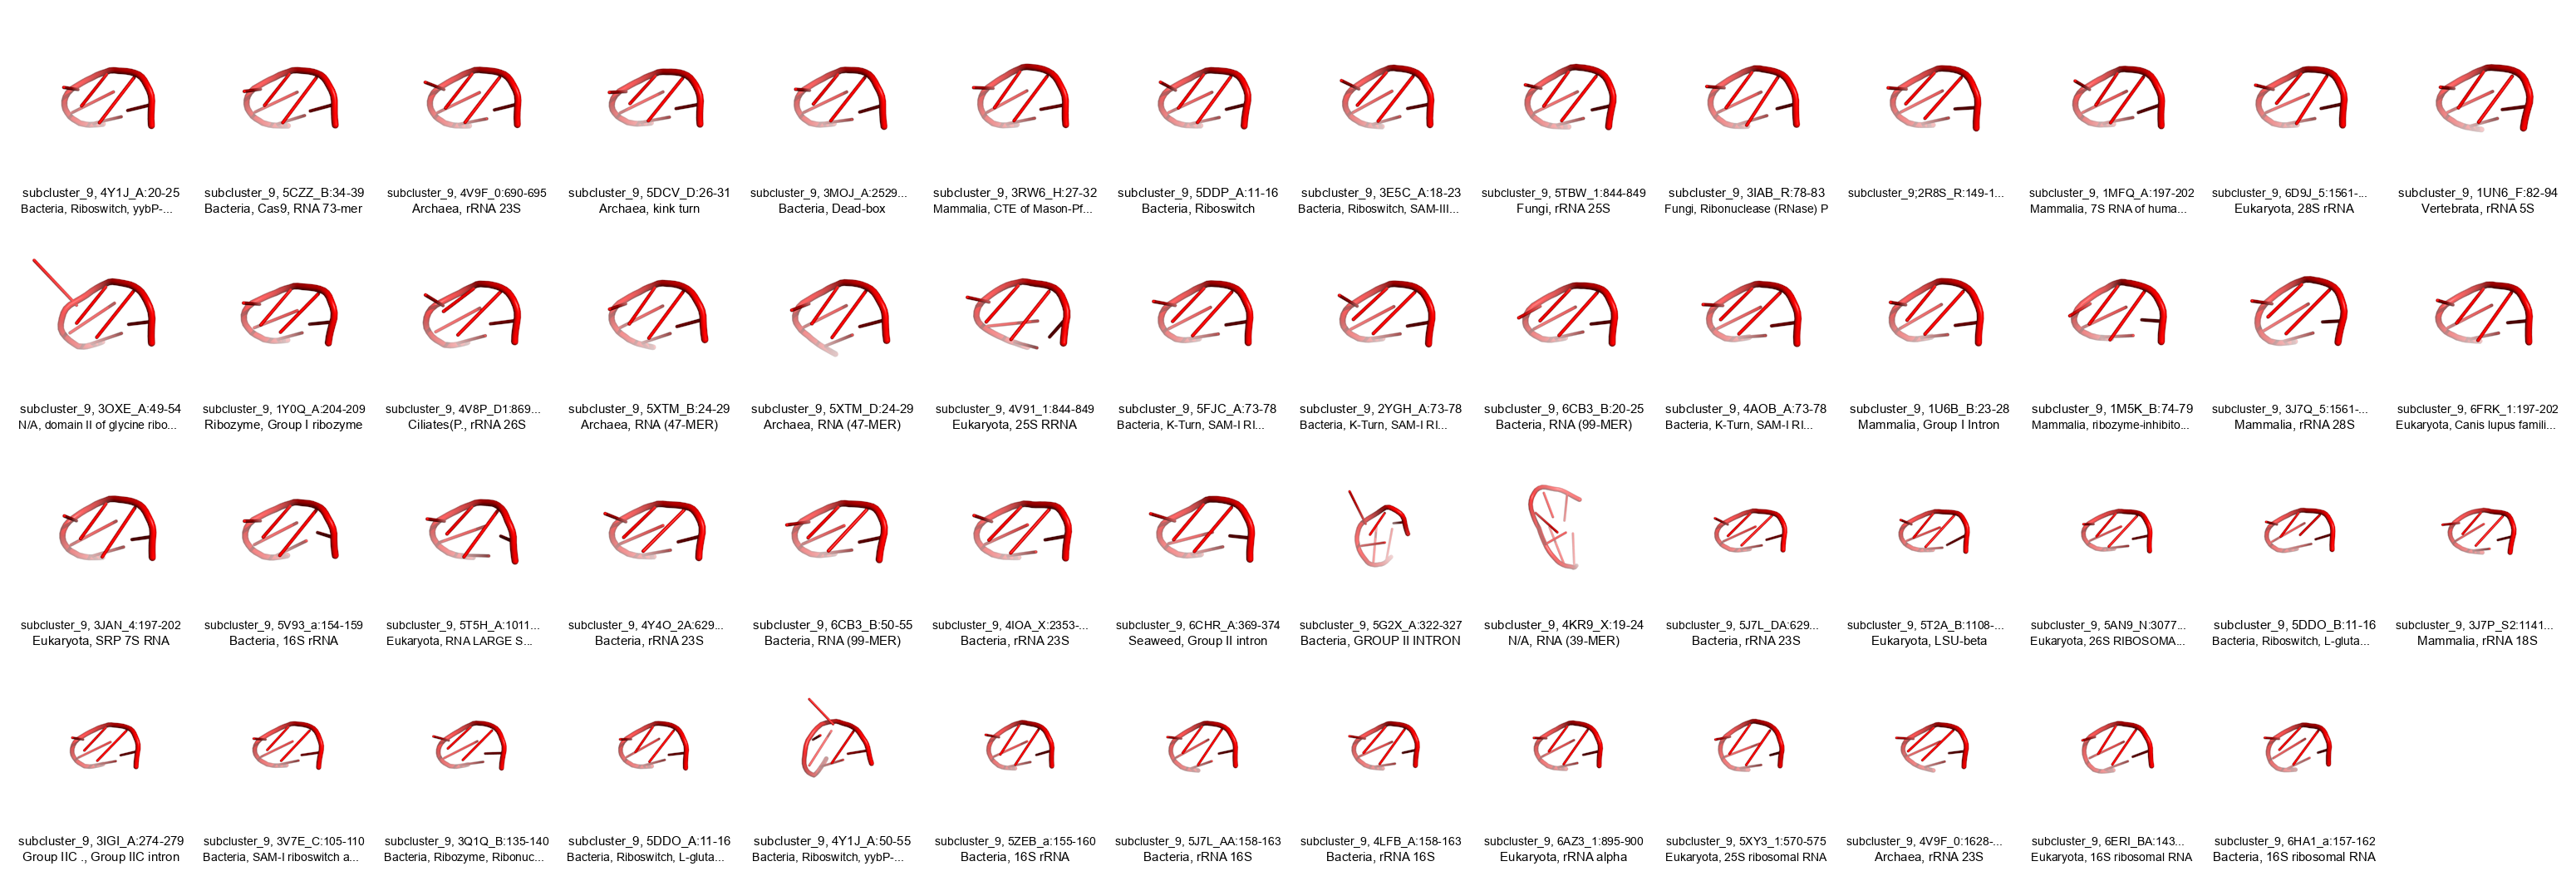 subcluster_9, 4Y1J_A:20-25
Bacteria, Riboswitch, yybP-...
subcluster_9, 5CZZ_B:34-39
Bacteria, Cas9, RNA 73-mer
subcluster_9, 4V9F_0:690-695
Archaea, rRNA 23S
subcluster_9, 5DCV_D:26-31
Archaea, kink turn
subcluster_9, 3MOJ_A:2529...
Bacteria, Dead-box
subcluster_9, 3RW6_H:27-32
Mammalia, CTE of Mason-Pf...
subcluster_9, 5DDP_A:11-16
Bacteria, Riboswitch
subcluster_9, 3E5C_A:18-23
Bacteria, Riboswitch, SAM-III...
subcluster_9, 5TBW_1:844-849
Fungi, rRNA 25S
subcluster_9, 3IAB_R:78-83
Fungi, Ribonuclease (RNase) P
subcluster_9;2R8S_R:149-1...
subcluster_9, 1MFQ_A:197-202
Mammalia, 7S RNA of huma...
subcluster_9, 6D9J_5:1561-...
Eukaryota, 28S rRNA
subcluster_9, 1UN6_F:82-94
Vertebrata, rRNA 5S
subcluster_9, 3OXE_A:49-54
N/A, domain II of glycine ribo...
subcluster_9, 1Y0Q_A:204-209
Ribozyme, Group I ribozyme
subcluster_9, 4V8P_D1:869...
Ciliates(P., rRNA 26S
subcluster_9, 5XTM_B:24-29
Archaea, RNA (47-MER)
subcluster_9, 5XTM_D:24-29
Archaea, RNA (47-MER)
subcluster_9, 4V91_1:844-849
Eukaryota, 25S RRNA
subcluster_9, 5FJC_A:73-78
Bacteria, K-Turn, SAM-I RI...
subcluster_9, 2YGH_A:73-78
Bacteria, K-Turn, SAM-I RI...
subcluster_9, 6CB3_B:20-25
Bacteria, RNA (99-MER)
subcluster_9, 4AOB_A:73-78
Bacteria, K-Turn, SAM-I RI...
subcluster_9, 1U6B_B:23-28
Mammalia, Group I Intron
subcluster_9, 1M5K_B:74-79
Mammalia, ribozyme-inhibito...
subcluster_9, 3J7Q_5:1561-...
Mammalia, rRNA 28S
subcluster_9, 6FRK_1:197-202
Eukaryota, Canis lupus famili...
subcluster_9, 3JAN_4:197-202
Eukaryota, SRP 7S RNA
subcluster_9, 5V93_a:154-159
Bacteria, 16S rRNA
subcluster_9, 5T5H_A:1011...
Eukaryota, RNA LARGE S...
subcluster_9, 4Y4O_2A:629...
Bacteria, rRNA 23S
subcluster_9, 6CB3_B:50-55
Bacteria, RNA (99-MER)
subcluster_9, 4IOA_X:2353-...
Bacteria, rRNA 23S
subcluster_9, 6CHR_A:369-374
Seaweed, Group II intron
subcluster_9, 5G2X_A:322-327
Bacteria, GROUP II INTRON
subcluster_9, 4KR9_X:19-24
N/A, RNA (39-MER)
subcluster_9, 5J7L_DA:629...
Bacteria, rRNA 23S
subcluster_9, 5T2A_B:1108-...
Eukaryota, LSU-beta
subcluster_9, 5AN9_N:3077...
Eukaryota, 26S RIBOSOMA...
subcluster_9, 5DDO_B:11-16
Bacteria, Riboswitch, L-gluta...
subcluster_9, 3J7P_S2:1141...
Mammalia, rRNA 18S
subcluster_9, 3IGI_A:274-279
Group IIC ., Group IIC intron
subcluster_9, 3V7E_C:105-110
Bacteria, SAM-I riboswitch a...
subcluster_9, 3Q1Q_B:135-140
Bacteria, Ribozyme, Ribonuc...
subcluster_9, 5DDO_A:11-16
Bacteria, Riboswitch, L-gluta...
subcluster_9, 4Y1J_A:50-55
Bacteria, Riboswitch, yybP-...
subcluster_9, 5ZEB_a:155-160
Bacteria, 16S rRNA
subcluster_9, 5J7L_AA:158-163
Bacteria, rRNA 16S
subcluster_9, 4LFB_A:158-163
Bacteria, rRNA 16S
subcluster_9, 6AZ3_1:895-900
Eukaryota, rRNA alpha
subcluster_9, 5XY3_1:570-575
Eukaryota, 25S ribosomal RNA
subcluster_9, 4V9F_0:1628-...
Archaea, rRNA 23S
subcluster_9, 6ERI_BA:143...
Eukaryota, 16S ribosomal RNA
subcluster_9, 6HA1_a:157-162
Bacteria, 16S ribosomal RNA